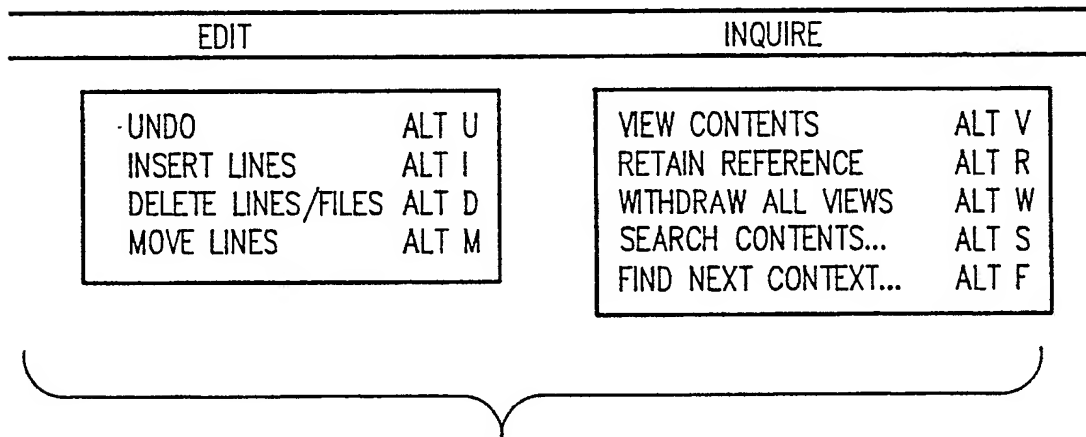 EDIT INQUIRE
UNDO ALT U
INSERT LINES ALT I
DELETE LINES/FILES ALT D
MOVE LINES ALT M
VIEW CONTENTS ALT V
RETAIN REFERENCE ALT R
WITHDRAW ALL VIEWS ALT W
SEARCH CONTENTS... ALT S
FIND NEXT CONTEXT... ALT F